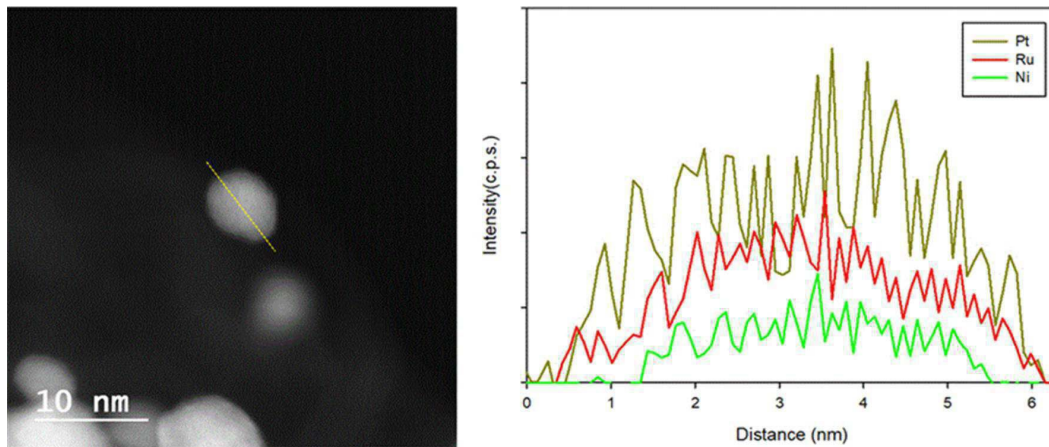 10 nm
Intensity(c.p.s.)
Pt
Ru
Ni
0 1 2 3 4 5 6
Distance (nm)